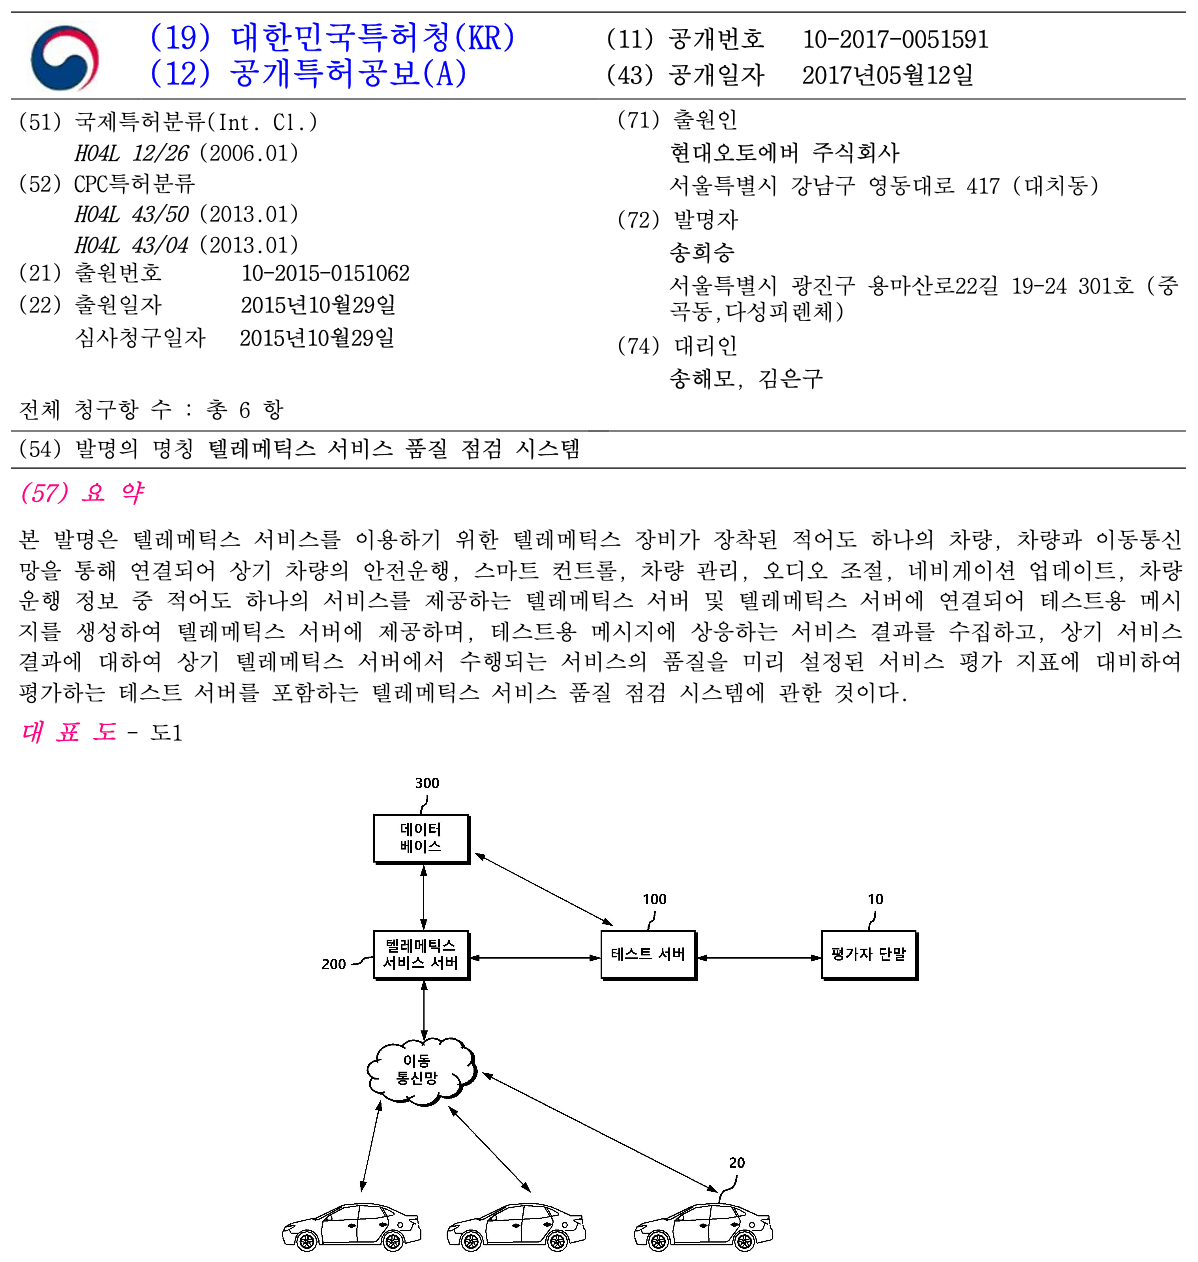 (19) 대한민국특허청(KR)
(12) 공개특허공보(A)
(11) 공개번호 10-2017-0051591
(43) 공개일자 2017년05월12일
(51) 국제특허분류(Int. Cl.)
H04L 12/26 (2006.01)
(52) CPC특허분류
H04L 43/50 (2013.01)
H04L 43/04 (2013.01)
(21) 출원번호 10-2015-0151062
(22) 출원일자 2015년10월29일
심사청구일자 2015년10월29일
전체 청구항 수 : 총 6 항
(71) 출원인
현대오토에버 주식회사
서울특별시 강남구 영동대로 417 (대치동)
(72) 발명자
송희승
서울특별시 광진구 용마산로22길 19-24 301호 (중
곡동,다성피렌체)
(74) 대리인
송해모, 김은구
(54) 발명의 명칭 텔레메틱스 서비스 품질 점검 시스템
(57) 요 약
본 발명은 텔레메틱스 서비스를 이용하기 위한 텔레메틱스 장비가 장착된 적어도 하나의 차량, 차량과 이동통신
망을 통해 연결되어 상기 차량의 안전운행, 스마트 컨트롤, 차량 관리, 오디오 조절, 네비게이션 업데이트, 차량
운행 정보 중 적어도 하나의 서비스를 제공하는 텔레메틱스 서버 및 텔레메틱스 서버에 연결되어 테스트용 메시
지를 생성하여 텔레메틱스 서버에 제공하며, 테스트용 메시지에 상응하는 서비스 결과를 수집하고, 상기 서비스
결과에 대하여 상기 텔레메틱스 서버에서 수행되는 서비스의 품질을 미리 설정된 서비스 평가 지표에 대비하여
평가하는 테스트 서버를 포함하는 텔레메틱스 서비스 품질 점검 시스템에 관한 것이다.
대 표 도 - 도1
300
데이터
베이스
100
10
텔레메틱스
서비스 서버
200
테스트 서버
평가자 단말
이동
통신망
20